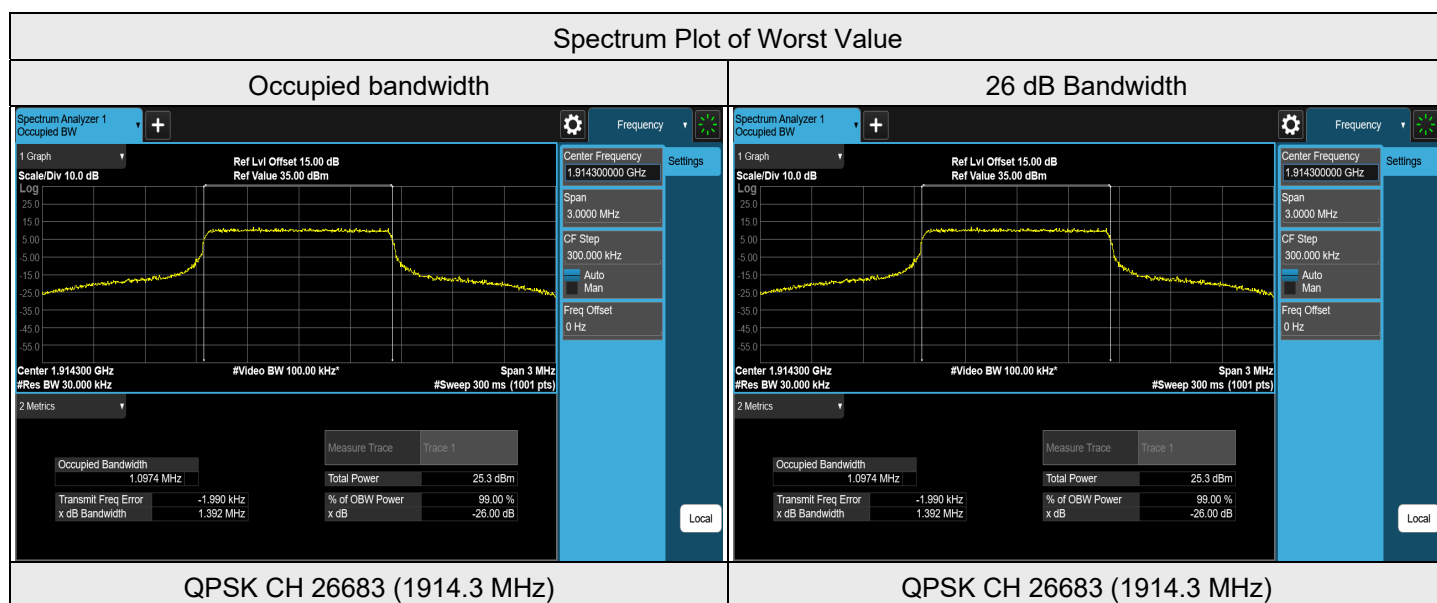 Spectrum Plot of Worst Value
Occupied bandwidth
26 dB Bandwidth
Spectrum Analyzer 1
Occupied BW
+
Frequency
1 Graph
Ref Lvl Offset 15.00 dB
Scale/Div 10.0 dB
Ref Value 35.00 dBm
Log
25.0
15.0
5.00
-5.00
-15.0
-25.0
-35.0
-45.0
-55.0
Center 1.914300 GHz
#Video BW 100.00 kHz*
Span 3 MHz
#Res BW 30.000 kHz
#Sweep 300 ms (1001 pts)
Center Frequency
1.914300000 GHz
Settings
Span
3.0000 MHz
CF Step
300.000 kHz
Auto
Man
Freq Offset
0 Hz
Local
2 Metrics
Measure Trace Trace 1
Occupied Bandwidth
1.0974 MHz
Total Power 25.3 dBm
Transmit Freq Error -1.990 kHz
% of OBW Power 99.00 %
x dB Bandwidth 1.392 MHz
x dB -26.00 dB
Spectrum Analyzer 1
Occupied BW
+
Frequency
1 Graph
Ref Lvl Offset 15.00 dB
Scale/Div 10.0 dB
Ref Value 35.00 dBm
Log
25.0
15.0
5.00
-5.00
-15.0
-25.0
-35.0
-45.0
-55.0
Center 1.914300 GHz
#Video BW 100.00 kHz*
Span 3 MHz
#Res BW 30.000 kHz
#Sweep 300 ms (1001 pts)
Center Frequency
1.914300000 GHz
Settings
Span
3.0000 MHz
CF Step
300.000 kHz
Auto
Man
Freq Offset
0 Hz
Local
2 Metrics
Measure Trace Trace 1
Occupied Bandwidth
1.0974 MHz
Total Power 25.3 dBm
Transmit Freq Error -1.990 kHz
% of OBW Power 99.00 %
x dB Bandwidth 1.392 MHz
x dB -26.00 dB
QPSK CH 26683 (1914.3 MHz)
QPSK CH 26683 (1914.3 MHz)